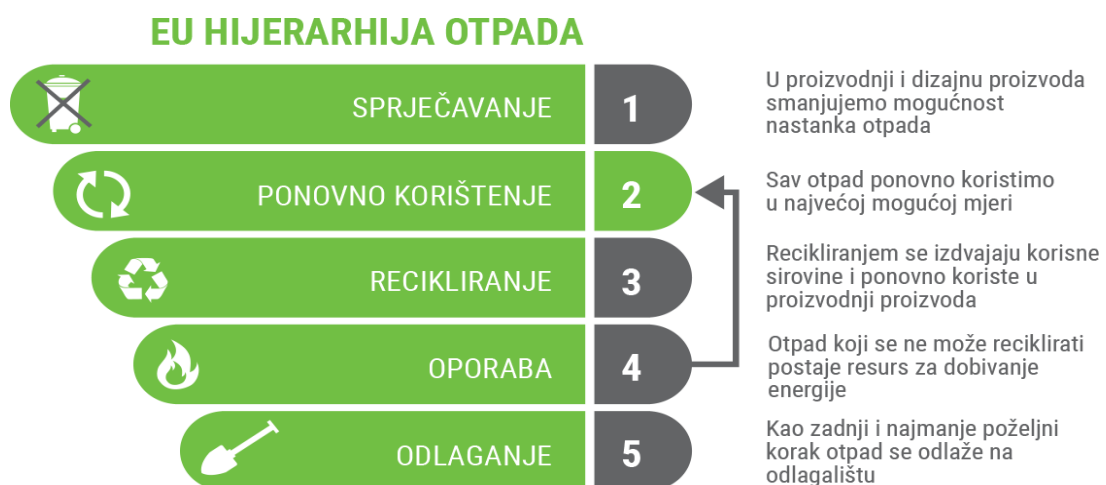 EU HIJERARHIJA OTPADA
SPRJEČAVANJE 1
U proizvodnji i dizajnu proizvoda
smanjujemo mogućnost
nastanka otpada
PONOVNO KORIŠTENJE 2
Sav otpad ponovno koristimo
u najvećoj mogućoj mjeri
RECIKLIRANJE 3
Recikliranjem se izdvajaju korisne
sirovine i ponovno koriste u
proizvodnji proizvoda
OPORABA 4
Otpad koji se ne može reciklirati
postaje resurs za dobivanje
energije
ODLAGANJE 5
Kao zadnji i najmanje poželjni
korak otpad se odlaže na
odlagalištu